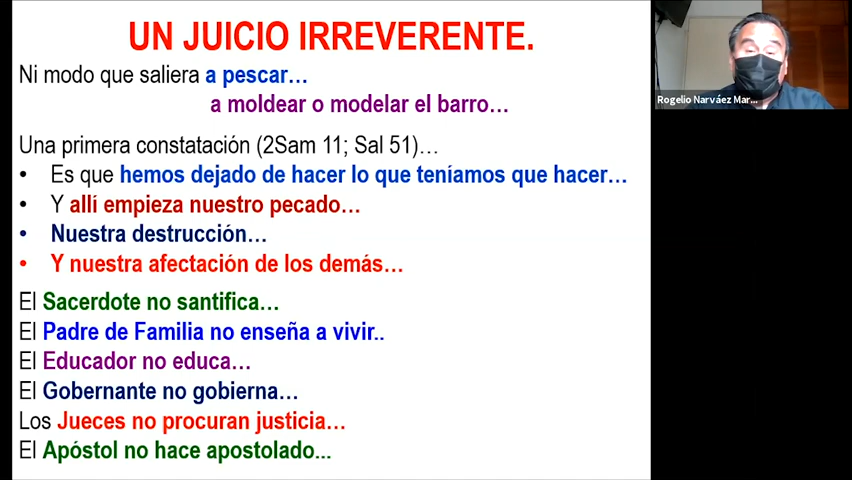 UN JUICIO IRREVERENTE.
Ni modo que saliera a pescar…
a moldear o modelar el barro…
Una primera constatación (2Sam 11; Sal 51)…
• Es que hemos dejado de hacer lo que teníamos que hacer…
• Y allí empieza nuestro pecado…
• Nuestra destrucción…
• Y nuestra afectación de los demás…
El Sacerdote no santifica…
El Padre de Familia no enseña a vivir..
El Educador no educa…
El Gobernante no gobierna…
Los Jueces no procuran justicia…
El Apóstol no hace apostolado...
Rogelio Narváez Mar...